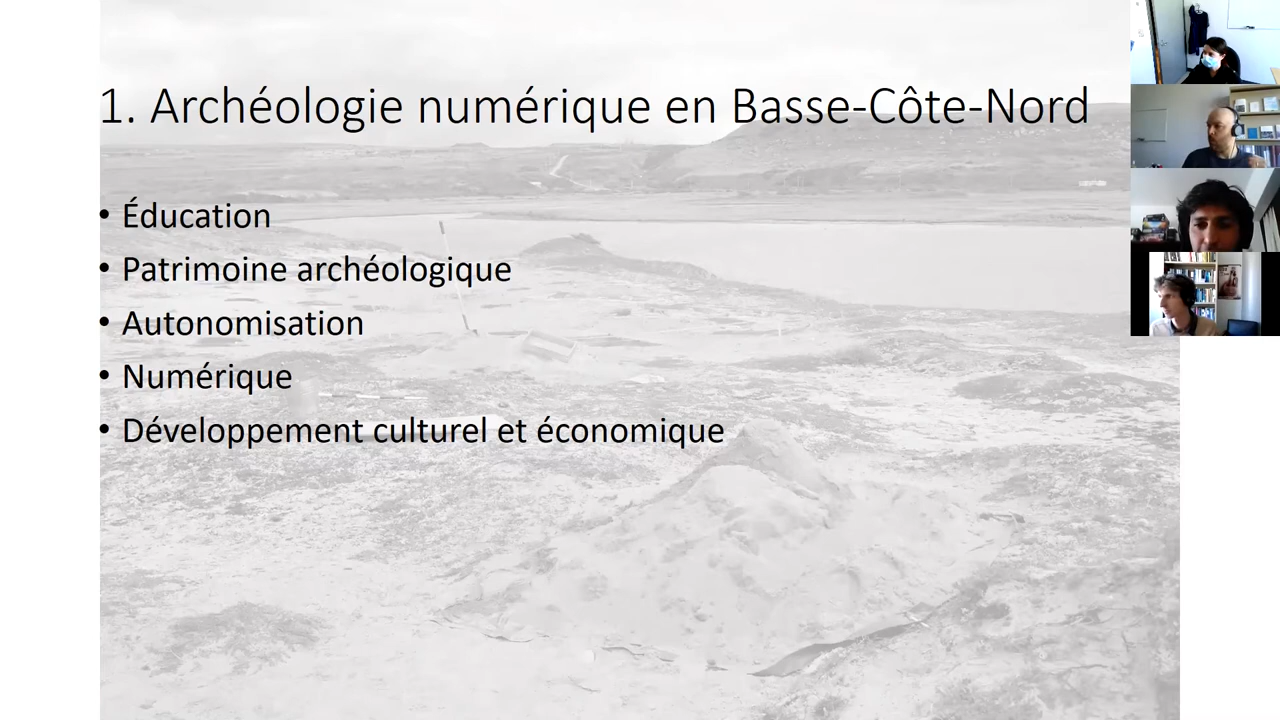 1. Archéologie numérique en Basse-Côte-Nord
• Éducation
• Patrimoine archéologique
• Autonomisation
• Numérique
• Développement culturel et économique